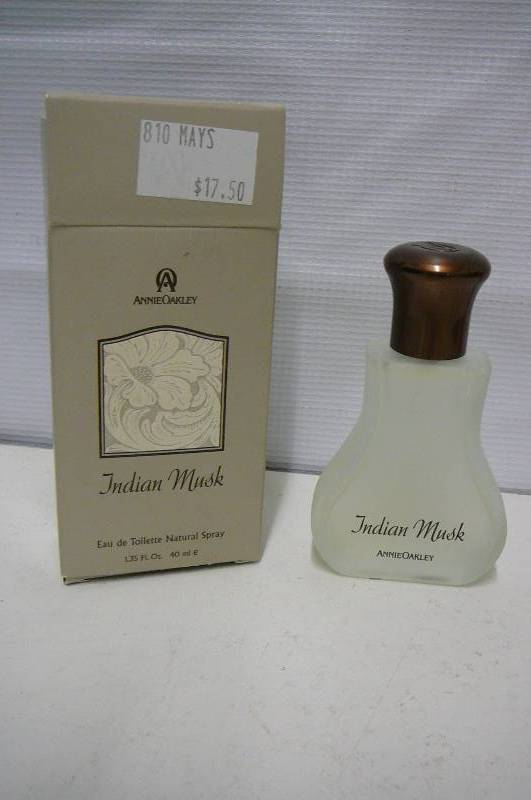 810 MAYS
$17.50
ANNIEOAKLEY
Indian Musk
Eau de Toilette Natural Spray
1.35 FL.Oz. 40 ml e
Indian Musk
ANNIEOAKLEY